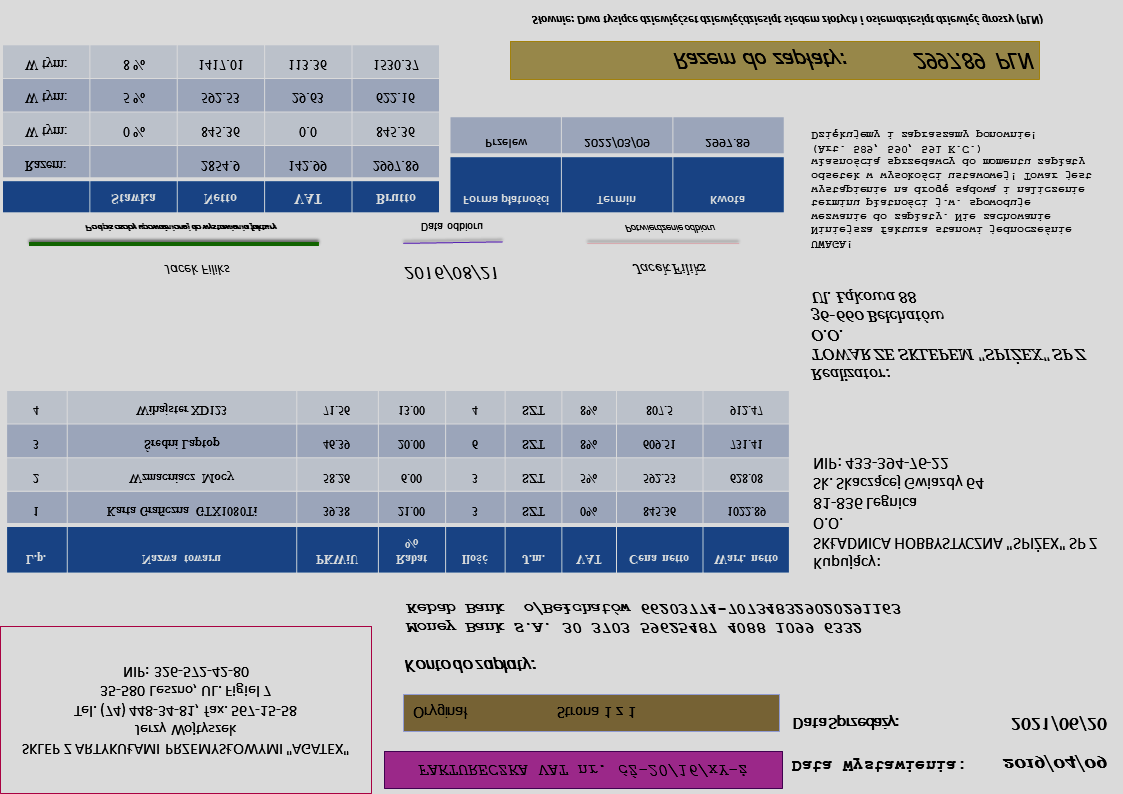 FAKTURECZKA VAT nr. ćż-20/16/xY-ż
Data Wystawienia: 2019/04/09
Oryginał Strona 1 z 1
DataSprzedaży: 2021/06/20
SKLEP Z ARTYKUŁAMI PRZEMYSŁOWYMI "AGATEX"
Jerzy Wojtyszek
Tel. (74) 448-34-81, fax. 567-15-58
35-580 Leszno, UL. Figiel 7
NIP: 326-572-42-80
Konto do zapłaty:
Money Bank S.A. 30 3703 59625487 4088 1099 6332
Kebab Bank o/Bełchatów 66203774-707348329020291163
L.p. Nazwa towaru PKWiU Rabat % Ilość J.m. VAT Cena netto Wart. netto
1 Karta Graficzna GTX1080Ti 39.38 21.00 3 SZT 0% 845.36 1022.89
2 Wzmacniacz Mocy 58.26 6.00 3 SZT 5% 592.53 628.08
3 Średni Laptop 46.39 20.00 6 SZT 8% 609.51 731.41
4 Wihajster XD123 71.56 13.00 4 SZT 8% 807.5 912.47
Kupujący:
SKŁADNICA HOBBYSTYCZNA "SPIŻEX" SP Z
O.O.
81-836 Legnica
Sk. Skaczącej Gwiazdy 64
NIP: 433-394-76-22
Realizator:
TOWAR ZE SKLEPEM "SPIŻEX" SP Z
O.O.
36-660 Bełchatów
UL. Łąkowa 88
Jacek Filiks
Podpis osoby upoważnionej do wystawienia faktury
2016/08/21
Data odbioru
Jacek Filiks
Potwierdzenie odbioru
UWAGA!
Niniejsza faktura stanowi jednocześnie
wezwanie do zapłaty. Nie zachowanie
terminu płatności j.w. spowoduje
wystąpienie na drogę sądową i naliczenie
odsetek w wysokości ustawowej! Towar jest
własnością sprzedawcy do momentu zapłaty
(Art. 589, 590, 591 K.C.)
Dziękujemy i zapraszamy ponownie!
Stawka Netto VAT Brutto
Razem: 2854.9 142.99 2997.89
W tym: 0 % 845.36 0.0 845.36
W tym: 5 % 592.53 29.63 622.16
W tym: 8 % 1417.01 113.36 1530.37
Forma płatności Termin Kwota
Przelew 2022/03/09 2997.89
Razem do zapłaty: 2997.89 PLN
Słownie: Dwa tysiące dziewięćset dziewięćdziesiąt siedem złotych i osiemdziesiąt dziewięć groszy (PLN)